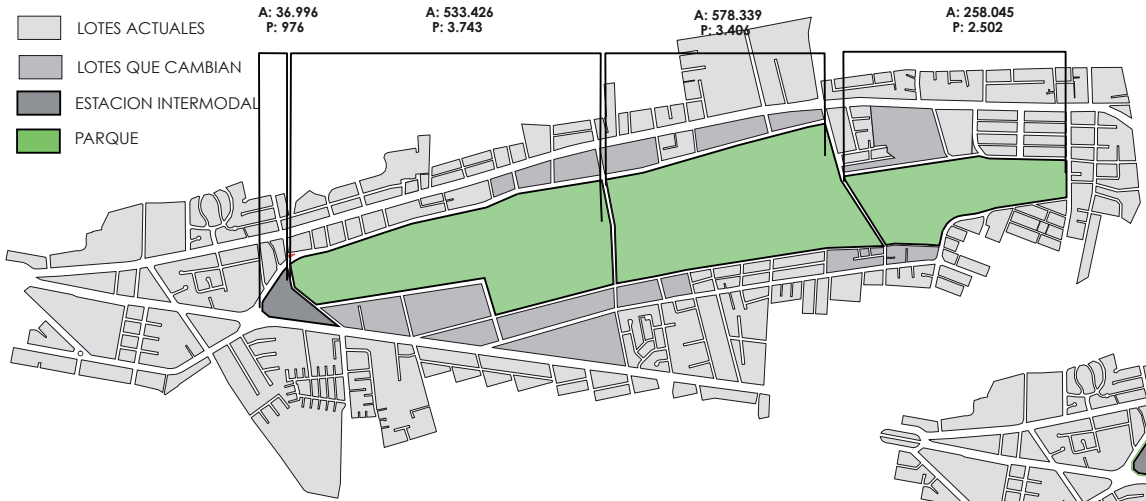 A: 36.996
P: 976
A: 533.426
P: 3.743
A: 578.339
P: 3.406
A: 258.045
P: 2.502
LOTES ACTUALES
LOTES QUE CAMBIAN
ESTACION INTERMODAL
PARQUE